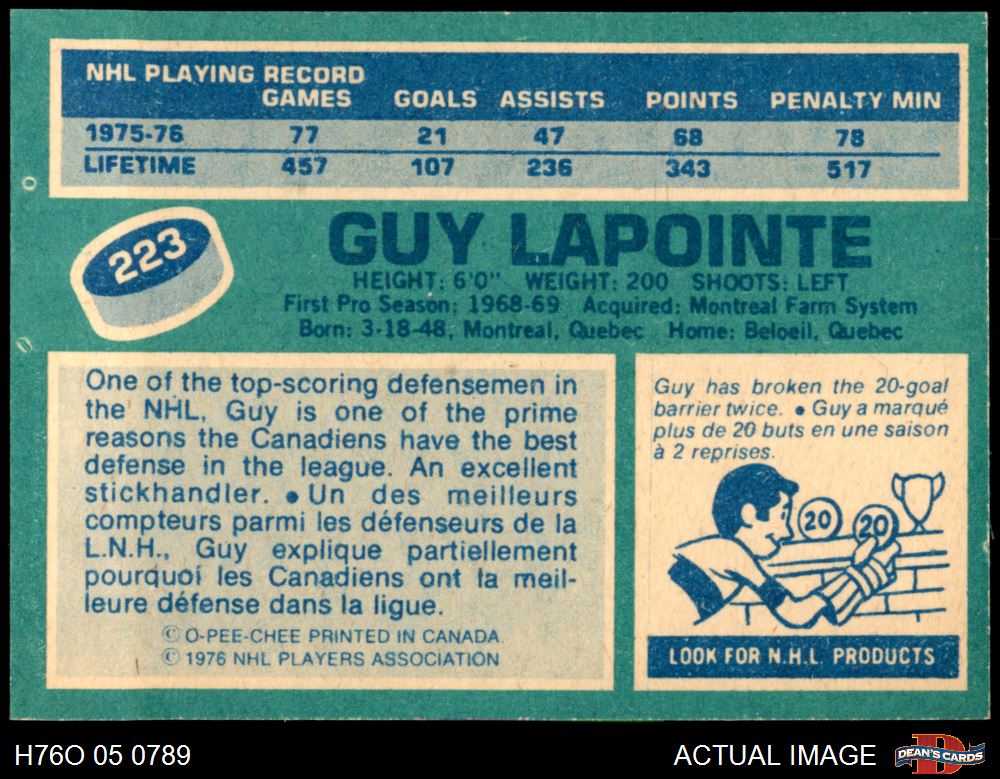 NHL PLAYING RECORD
GAMES GOALS ASSISTS POINTS PENALTY MIN
1975-76 77 21 47 68 78
LIFETIME 457 107 236 343 517
223
GUY LAPOINTE
HEIGHT: 6'0" WEIGHT: 200 SHOOTS: LEFT
First Pro Season: 1968-69 Acquired: Montreal Farm System
Born: 3-18-48, Montreal, Quebec Home: Beloeil, Quebec
One of the top-scoring defensemen in
the NHL, Guy is one of the prime
reasons the Canadiens have the best
defense in the league. An excellent
stickhandler. • Un des meilleurs
compteurs parmi les défenseurs de la
L.N.H., Guy explique partiellement
pourquoi les Canadiens ont la meil-
leure défense dans la ligue.
© O-PEE-CHEE PRINTED IN CANADA
© 1976 NHL PLAYERS ASSOCIATION
Guy has broken the 20-goal
barrier twice. • Guy a marqué
plus de 20 buts en une saison
à 2 reprises.
20 20
LOOK FOR N.H.L. PRODUCTS
H76O 05 0789
ACTUAL IMAGE
DEAN'S CARDS